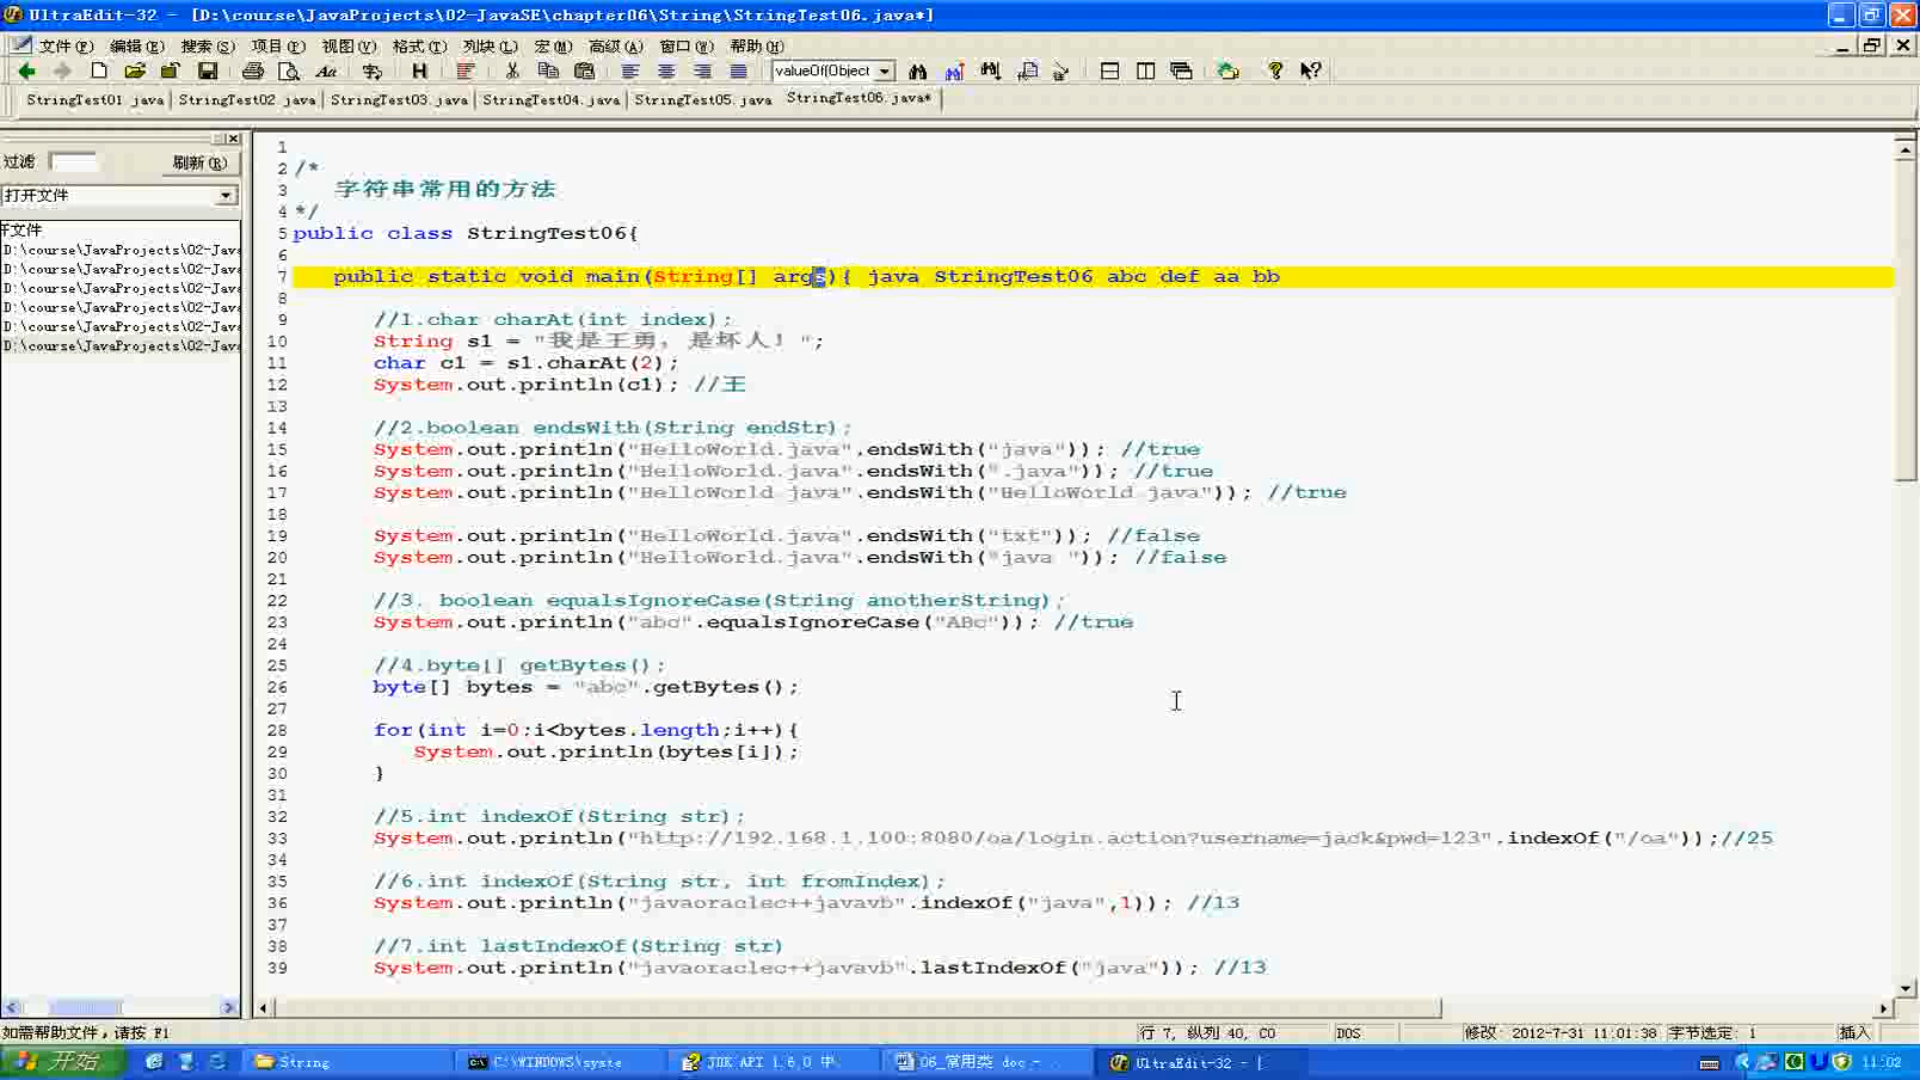 UltraEdit-32 - [D:\course\JavaProjects\02-JavaSE\chapter06\String\StringTest06.java*]
文件(F) 编辑(E) 搜索(S) 项目(P) 视图(V) 格式(T) 列块(L) 宏(M) 高级(A) 窗口(W) 帮助(H)
valueOf(Object
StringTest01.java StringTest02.java StringTest03.java StringTest04.java StringTest05.java StringTest06.java*
过滤 刷新(R)
打开文件
开文件
D:\course\JavaProjects\02-Java
D:\course\JavaProjects\02-Java
D:\course\JavaProjects\02-Java
D:\course\JavaProjects\02-Java
D:\course\JavaProjects\02-Java
D:\course\JavaProjects\02-Java
1
2 /*
3 字符串常用的方法
4 */
5 public class StringTest06{
6
7 public static void main(String[] args){ java StringTest06 abc def aa bb
8
9 //1.char charAt(int index);
10 String s1 = "我是王勇，是坏人！";
11 char c1 = s1.charAt(2);
12 System.out.println(c1); //王
13
14 //2.boolean endsWith(String endStr);
15 System.out.println("HelloWorld.java".endsWith("java")); //true
16 System.out.println("HelloWorld.java".endsWith(".java")); //true
17 System.out.println("HelloWorld.java".endsWith("HelloWorld.java")); //true
18
19 System.out.println("HelloWorld.java".endsWith("txt")); //false
20 System.out.println("HelloWorld.java".endsWith("java ")); //false
21
22 //3. boolean equalsIgnoreCase(String anotherString);
23 System.out.println("abc".equalsIgnoreCase("ABc")); //true
24
25 //4.byte[] getBytes();
26 byte[] bytes = "abc".getBytes();
27
28 for(int i=0;i<bytes.length;i++){
29 System.out.println(bytes[i]);
30 }
31
32 //5.int indexOf(String str);
33 System.out.println("http://192.168.1.100:8080/oa/login.action?username=jack&pwd=123".indexOf("/oa"));//25
34
35 //6.int indexOf(String str, int fromIndex);
36 System.out.println("javaoraclec++javavb".indexOf("java",1)); //13
37
38 //7.int lastIndexOf(String str)
39 System.out.println("javaoraclec++javavb".lastIndexOf("java")); //13
如需帮助文件，请按 F1 行 7, 纵列 40, C0 DOS 修改: 2012-7-31 11:01:38 字节选定: 1 插入
开始 String C:\WINDOWS\syste JDK API 1.6.0 中 06_常用类.doc - UltraEdit-32 - [ 11:02